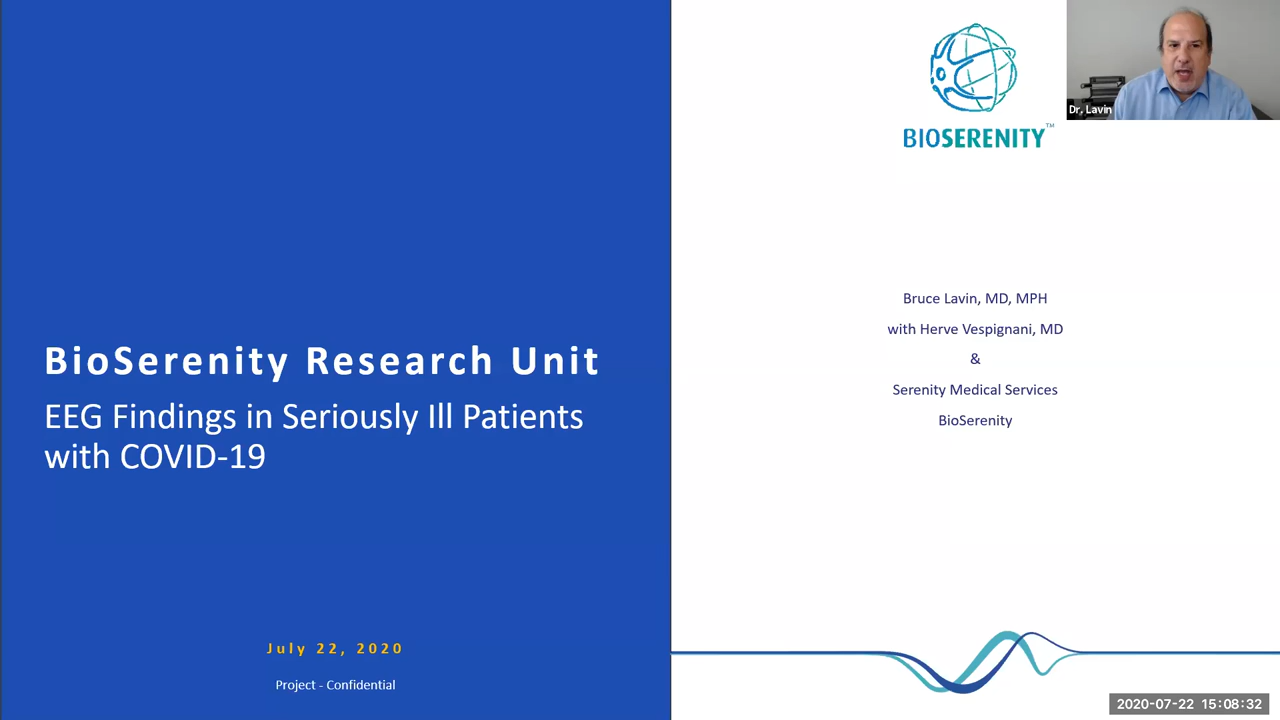 BioSerenity Research Unit
EEG Findings in Seriously Ill Patients
with COVID-19
July 22, 2020
Project - Confidential
BIOSERENITY™
Dr. Lavin
Bruce Lavin, MD, MPH
with Herve Vespignani, MD
&
Serenity Medical Services
BioSerenity
2020-07-22 15:08:32